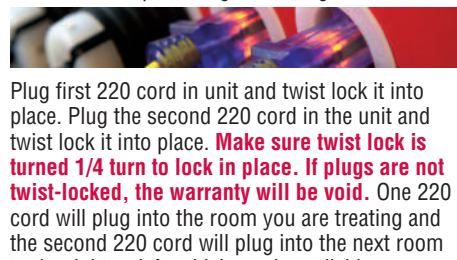 Plug first 220 cord in unit and twist lock it into
place. Plug the second 220 cord in the unit and
twist lock it into place. Make sure twist lock is
turned 1/4 turn to lock in place. If plugs are not
twist-locked, the warranty will be void. One 220
cord will plug into the room you are treating and
the second 220 cord will plug into the next room